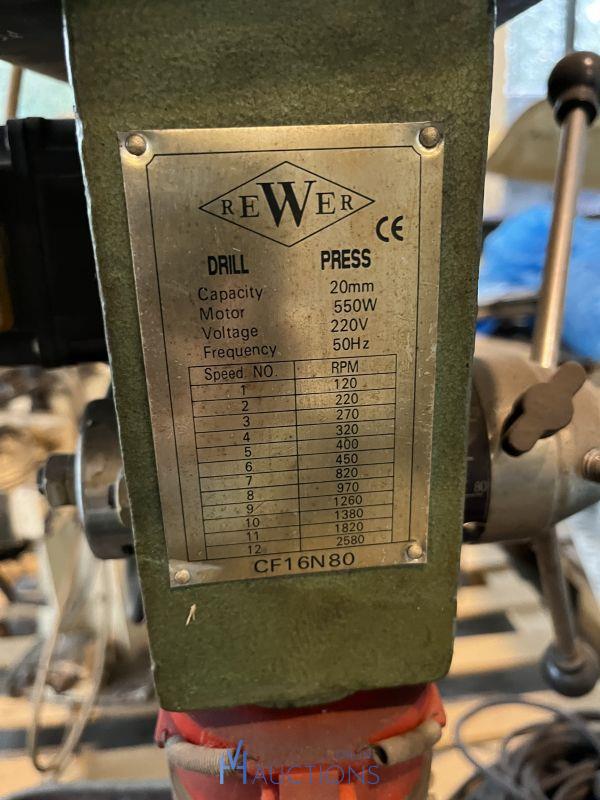 REWER
CE
DRILL PRESS
Capacity 20mm
Motor 550W
Voltage 220V
Frequency 50Hz
Speed NO. RPM
1 120
2 220
3 270
4 320
5 400
6 450
7 820
8 970
9 1260
10 1380
11 1820
12 2580
CF16N80
AUCTIONS